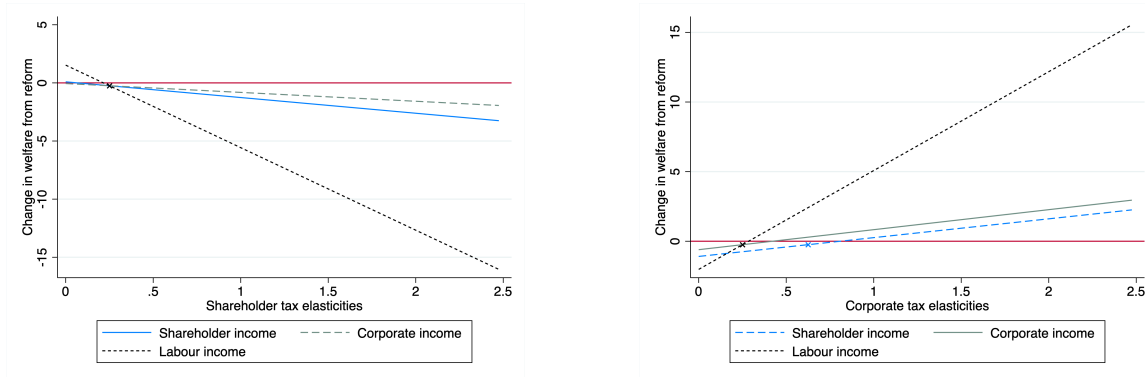 Change in welfare from reform
5
0
-5
-10
-15
0
.5
1
1.5
2
2.5
Shareholder tax elasticities
Shareholder income
Corporate income
Labour income
Change in welfare from reform
15
10
5
0
0
.5
1
1.5
2
2.5
Corporate tax elasticities
Shareholder income
Corporate income
Labour income